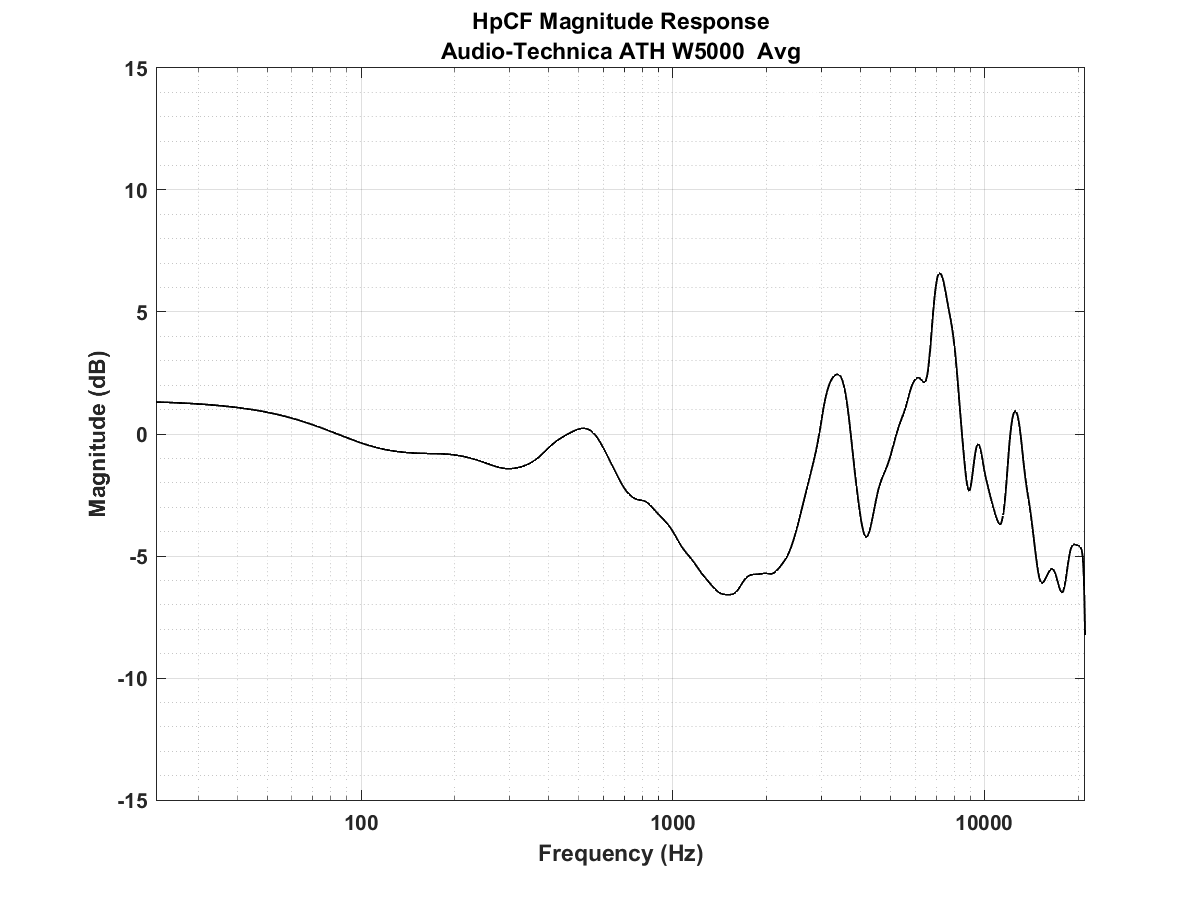 HpCF Magnitude Response
Audio-Technica ATH W5000  Avg
15
10
5
0
-5
-10
-15
Magnitude (dB)
100
1000
10000
Frequency (Hz)